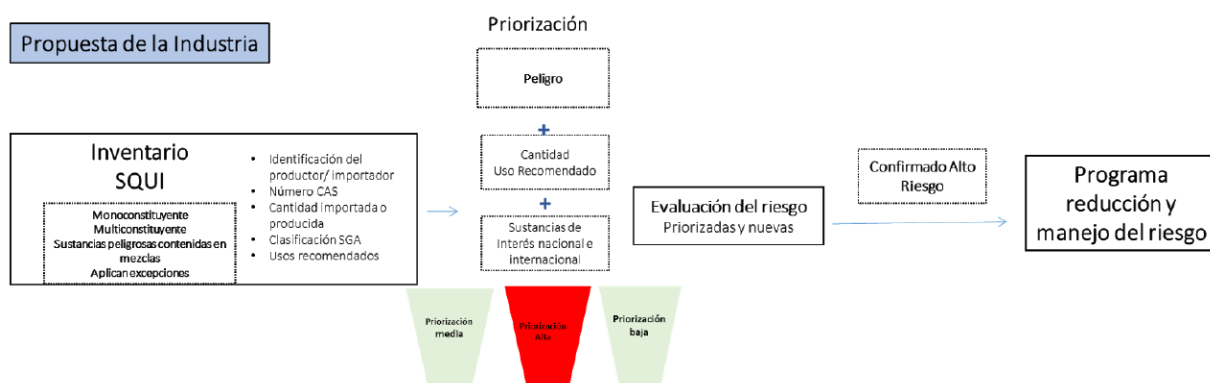 Propuesta de la Industria
Inventario
SQUI
Monoconstituyente
Multiconstituyente
Sustancias peligrosas contenidas en
mezclas
Aplican excepciones
• Identificación del
productor/ importador
• Número CAS
• Cantidad importada o
producida
• Clasificación SGA
• Usos recomendados
Priorización
Peligro
+
Cantidad
Uso Recomendado
+
Sustancias de
Interés nacional e
internacional
Priorización
media
Priorización
Alta
Priorización
baja
Evaluación del riesgo
Priorizadas y nuevas
Confirmado Alto
Riesgo
Programa
reducción y
manejo del riesgo